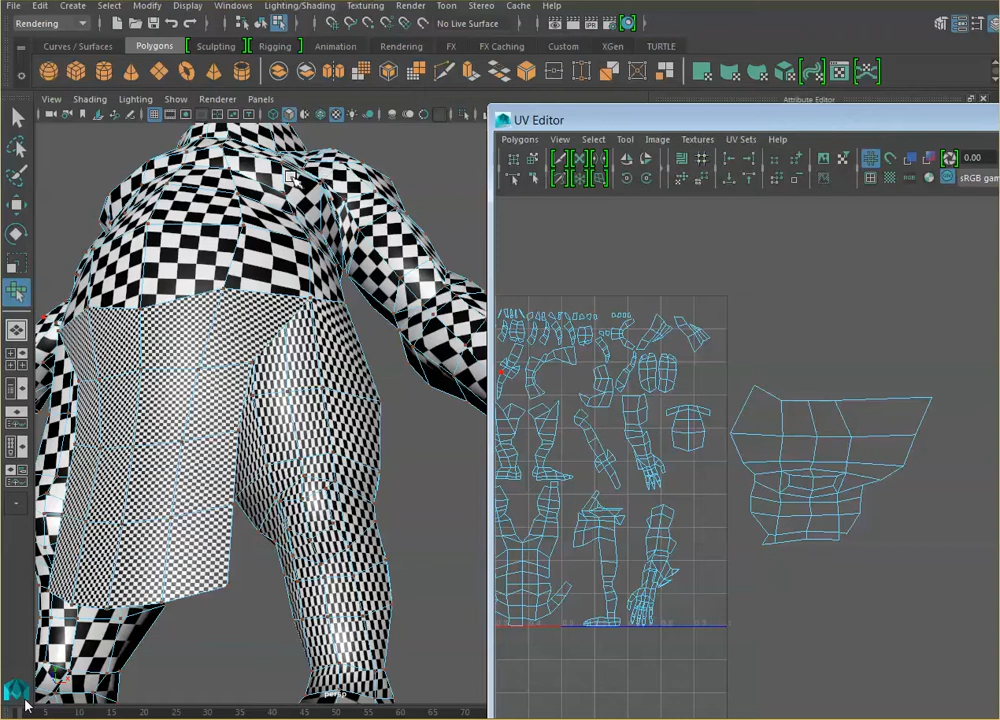 File Edit Create Select Modify Display Windows Lighting/Shading Texturing Render Toon Stereo Cache Help
Rendering No Live Surface
Curves / Surfaces Polygons Sculpting Rigging Animation Rendering FX FX Caching Custom XGen TURTLE
View Shading Lighting Show Renderer Panels Attribute Editor
UV Editor
Polygons View Select Tool Image Textures UV Sets Help
0.00
RGB sRGB gam
persp
5 10 15 20 25 30 35 40 45 50 55 60 65 70